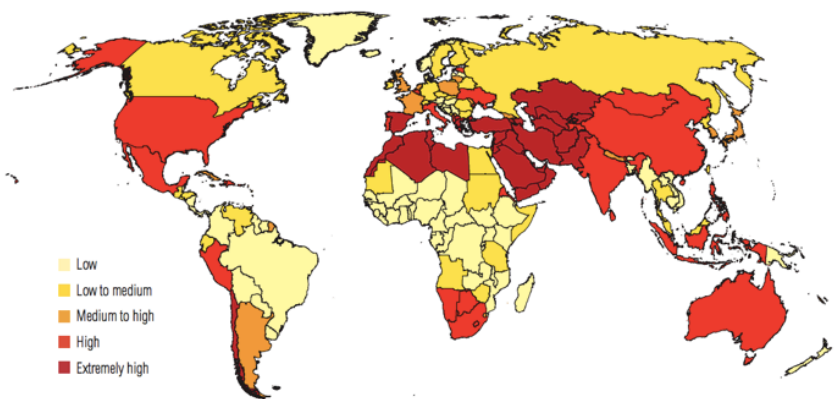 Low
Low to medium
Medium to high
High
Extremely high